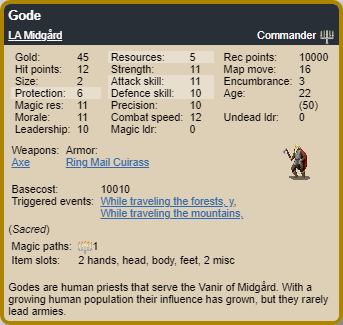 Gode
LA Midgård Commander
Gold: 45 Resources: 5 Rec points: 10000
Hit points: 12 Strength: 11 Map move: 16
Size: 2 Attack skill: 11 Encumbrance: 3
Protection: 6 Defence skill: 10 Age: 22
Magic res: 11 Precision: 10 (50)
Morale: 11 Combat speed: 12 Undead ldr: 0
Leadership: 10 Magic ldr: 0
Weapons: Armor:
Axe Ring Mail Cuirass
Basecost: 10010
Triggered events: While traveling the forests, y,
While traveling the mountains,
(Sacred)
Magic paths: 1
Item slots: 2 hands, head, body, feet, 2 misc
Godes are human priests that serve the Vanir of Midgård. With a
growing human population their influence has grown, but they rarely
lead armies.